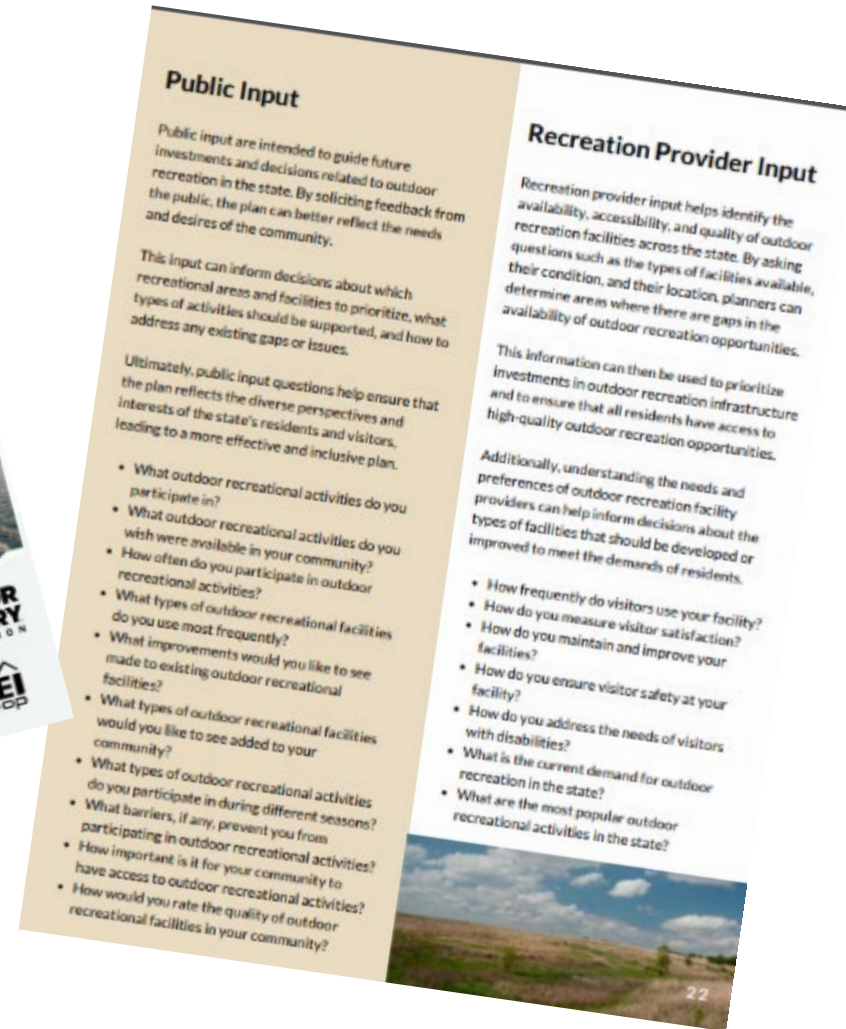 Public Input
Public input are intended to guide future
investments and decisions related to outdoor
recreation in the state. By soliciting feedback from
the public, the plan can better reflect the needs
and desires of the community.
This input can inform decisions about which
recreational areas and facilities to prioritize, what
types of activities should be supported, and how to
address any existing gaps or issues.
Ultimately, public input questions help ensure that
the plan reflects the diverse perspectives and
interests of the state's residents and visitors,
leading to a more effective and inclusive plan.
• What outdoor recreational activities do you
participate in?
• What outdoor recreational activities do you
wish were available in your community?
• How often do you participate in outdoor
recreational activities?
• What types of outdoor recreational facilities
do you use most frequently?
• What improvements would you like to see
made to existing outdoor recreational
facilities?
• What types of outdoor recreational facilities
would you like to see added to your
community?
• What types of outdoor recreational activities
do you participate in during different seasons?
• What barriers, if any, prevent you from
participating in outdoor recreational activities?
• How important is it for your community to
have access to outdoor recreational activities?
• How would you rate the quality of outdoor
recreational facilities in your community?
Recreation Provider Input
Recreation provider input helps identify the
availability, accessibility, and quality of outdoor
recreation facilities across the state. By asking
questions such as the types of facilities available,
their condition, and their location, planners can
determine areas where there are gaps in the
availability of outdoor recreation opportunities.
This information can then be used to prioritize
investments in outdoor recreation infrastructure
and to ensure that all residents have access to
high-quality outdoor recreation opportunities.
Additionally, understanding the needs and
preferences of outdoor recreation facility
providers can help inform decisions about the
types of facilities that should be developed or
improved to meet the demands of residents.
• How frequently do visitors use your facility?
• How do you measure visitor satisfaction?
• How do you maintain and improve your
facilities?
• How do you ensure visitor safety at your
facility?
• How do you address the needs of visitors
with disabilities?
• What is the current demand for outdoor
recreation in the state?
• What are the most popular outdoor
recreational activities in the state?
22